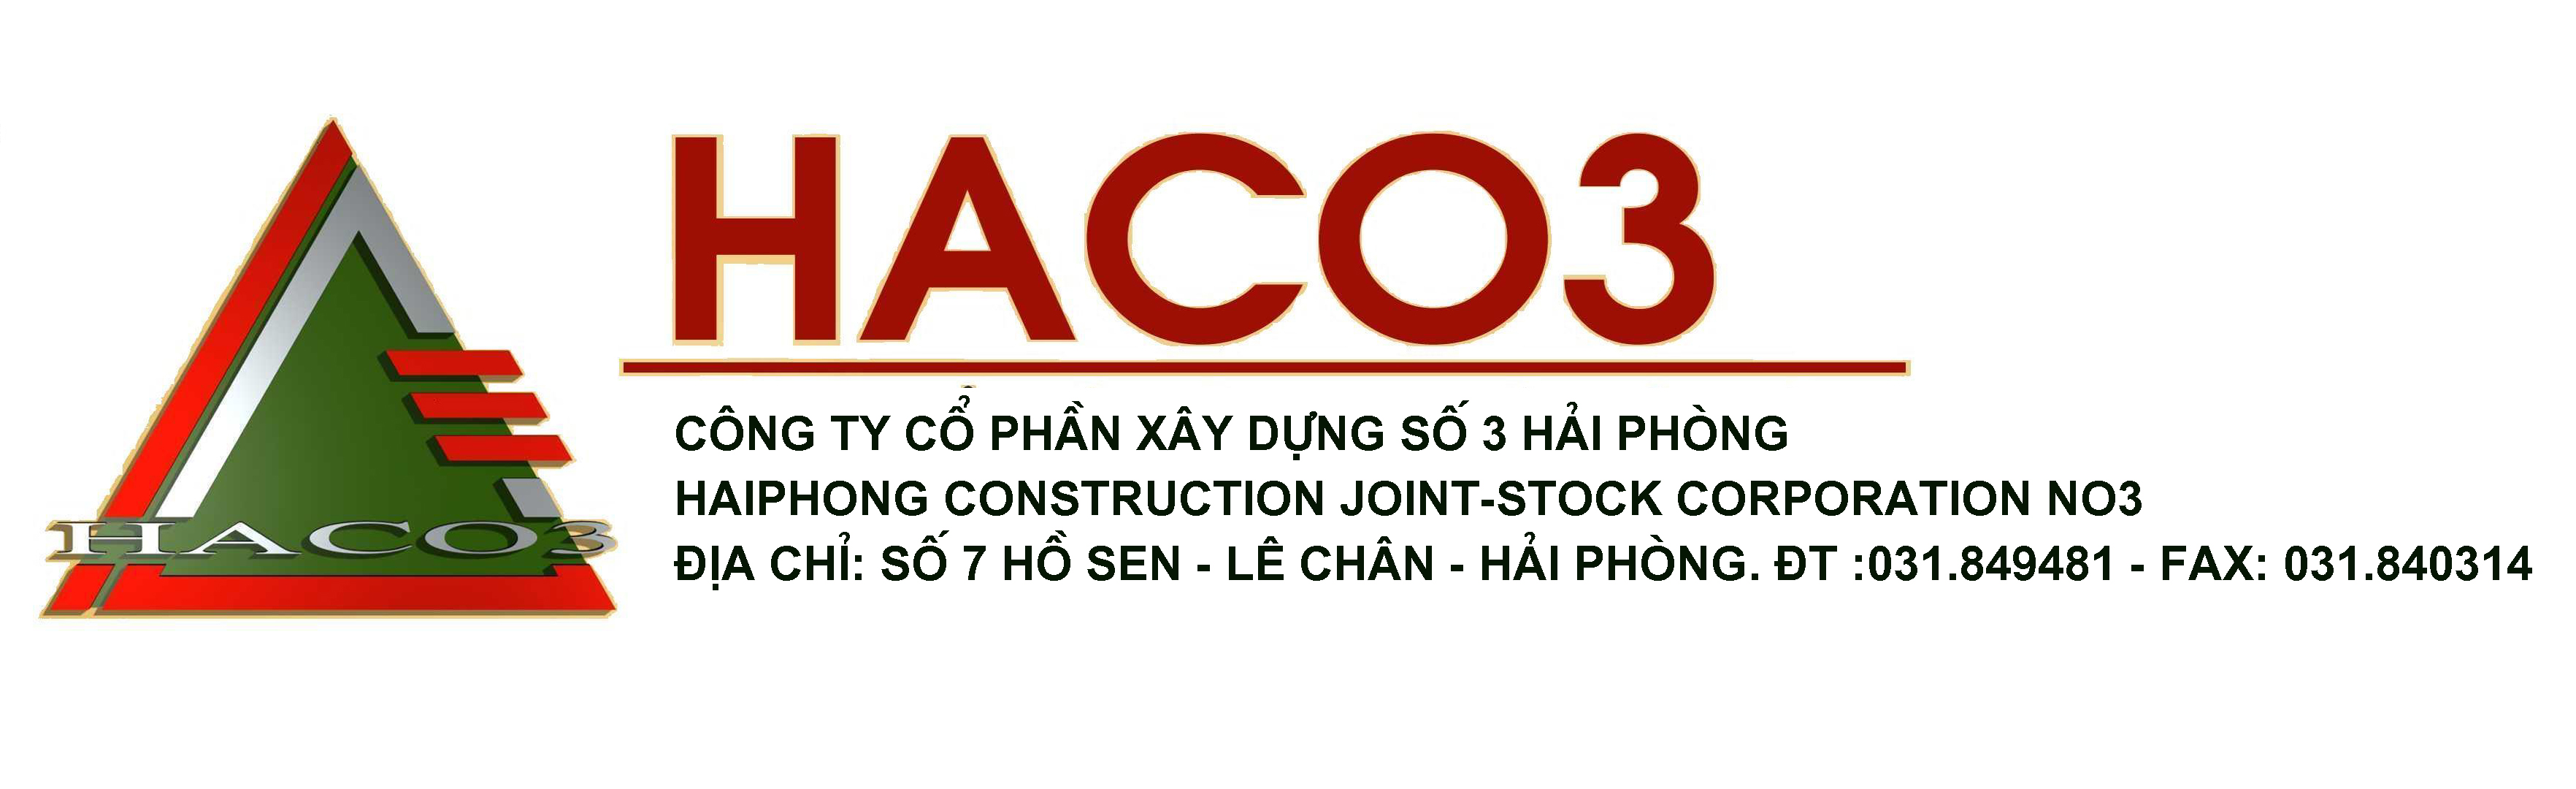 HACO3
HACO3
CÔNG TY CỔ PHẦN XÂY DỰNG SỐ 3 HẢI PHÒNG
HAIPHONG CONSTRUCTION JOINT-STOCK CORPORATION NO3
ĐỊA CHỈ: SỐ 7 HỒ SEN - LÊ CHÂN - HẢI PHÒNG. ĐT :031.849481 - FAX: 031.840314